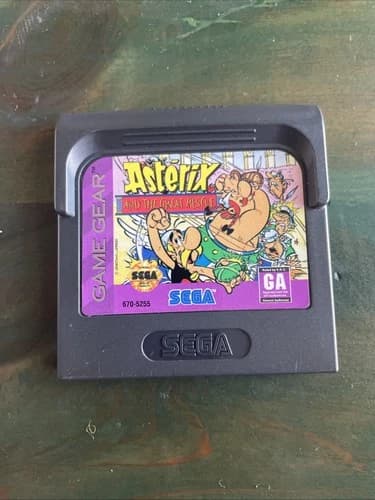 GAME GEAR
Asterix
AND THE GREAT RESCUE
SEGA
670-5255
SEGA
GA
SEGA